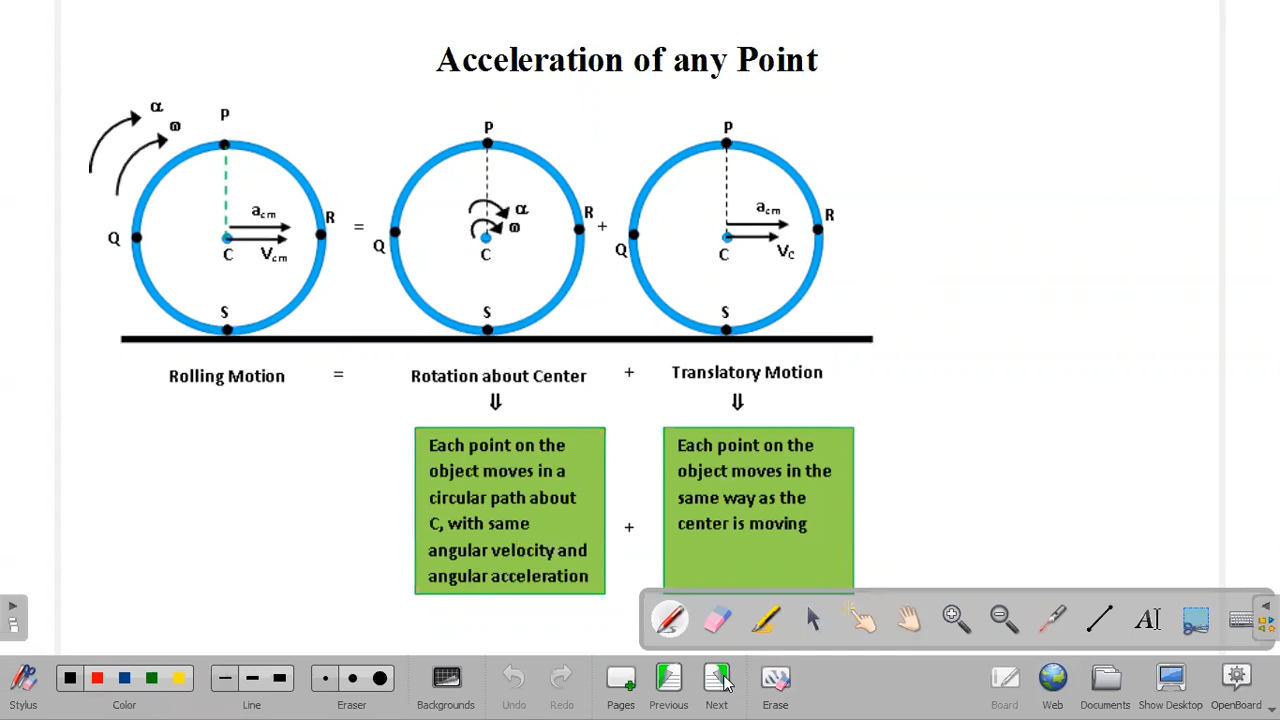 Acceleration of any Point
α
ω
P
Q
R
a_cm
C
V_cm
S
=
P
Q
R
α
ω
C
S
+
P
Q
R
a_cm
C
V_C
S
Rolling Motion = Rotation about Center + Translatory Motion
⇓ ⇓
Each point on the
object moves in a
circular path about
C, with same
angular velocity and
angular acceleration
+
Each point on the
object moves in the
same way as the
center is moving
AI
Stylus
Color
Line
Eraser
Backgrounds
Undo
Redo
Pages
Previous
Next
Erase
Board
Web
Documents
Show Desktop
OpenBoard